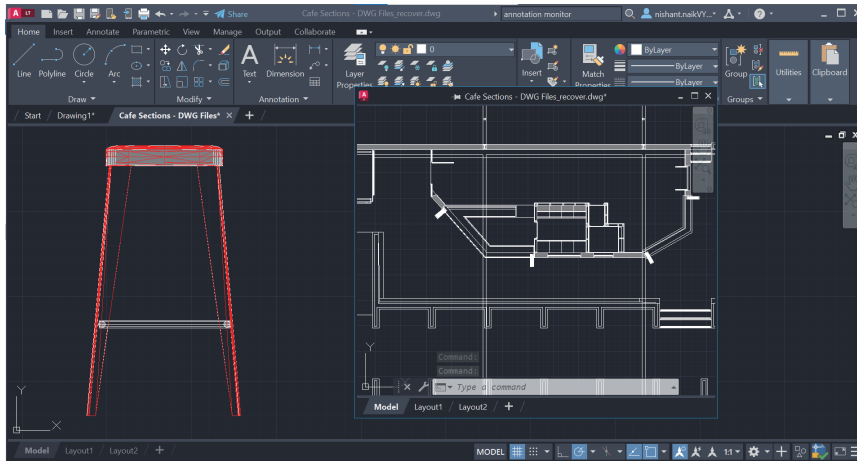 A LT Share Cafe Sections - DWG Files_recover.dwg annotation monitor nishant.naikVY...
Home Insert Annotate Parametric View Manage Output Collaborate
0 ByLayer
Line Polyline Circle Arc Text Dimension Layer Insert Match ByLayer Group Utilities Clipboard
Properties Properties ByLayer
Draw Modify Annotation Groups
Start Drawing1* Cafe Sections - DWG Files* +
Cafe Sections - DWG Files_recover.dwg*
Command:
Command:
Type a command
Y
X
Y
Model Layout1 Layout2 +
Model Layout1 Layout2 +
MODEL 1:1